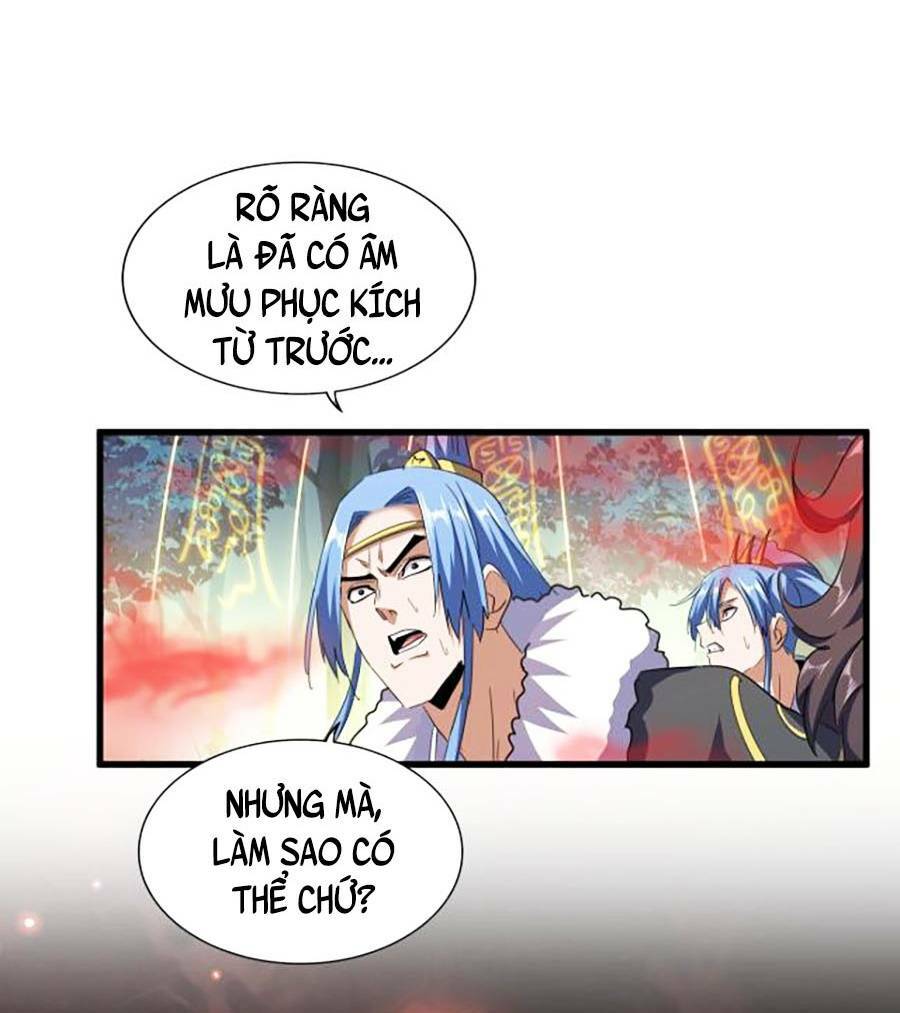 RÕ RÀNG
LÀ ĐÃ CÓ ÂM
MƯU PHỤC KÍCH
TỪ TRƯỚC...
NHƯNG MÀ,
LÀM SAO CÓ
THỂ CHỨ?